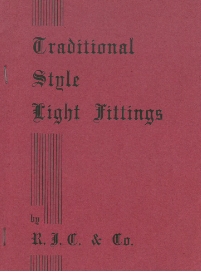 Traditional
Style
Light Fittings
by
R. J. C. & Co.